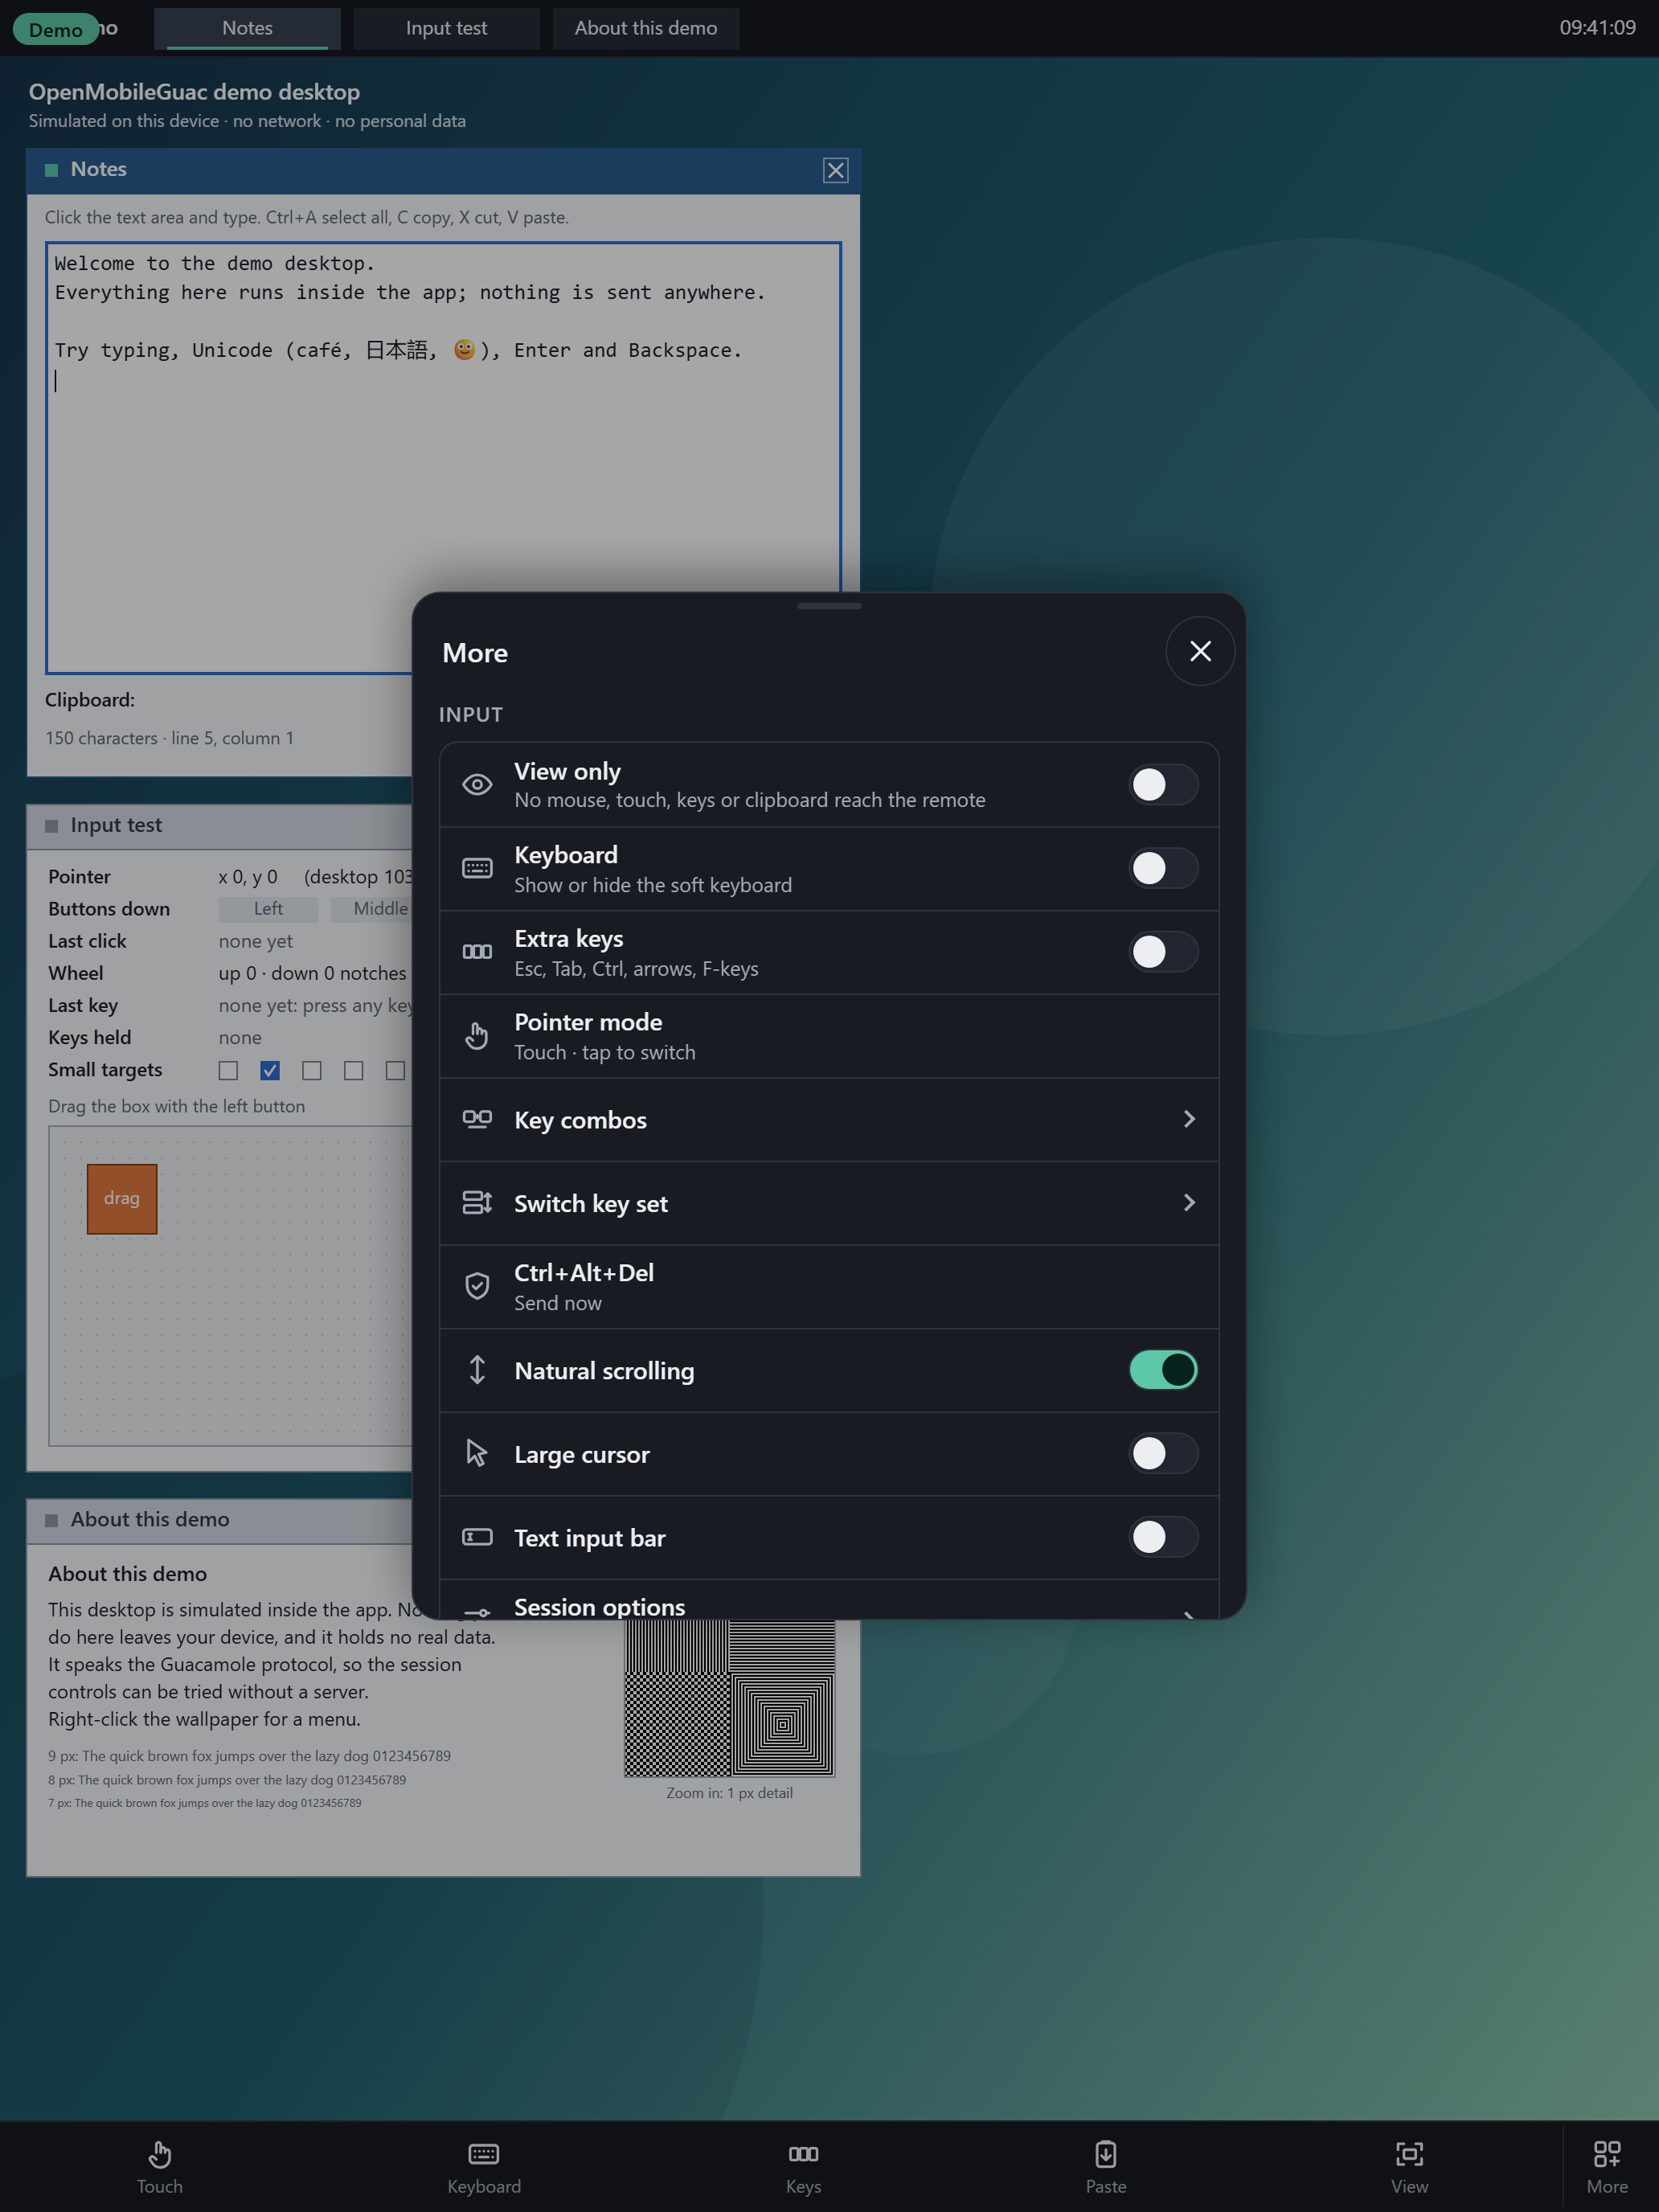 Demo
Notes
Input test
About this demo
09:41:09
OpenMobileGuac demo desktop
Simulated on this device · no network · no personal data
Notes
Click the text area and type. Ctrl+A select all, C copy, X cut, V paste.
Welcome to the demo desktop.
Everything here runs inside the app; nothing is sent anywhere.
Try typing, Unicode (café, 日本語, 🙂), Enter and Backspace.
Clipboard:
150 characters · line 5, column 1
Input test
Pointer x 0, y 0 (desktop 103
Buttons down Left Middle
Last click none yet
Wheel up 0 · down 0 notches
Last key none yet: press any key
Keys held none
Small targets
Drag the box with the left button
drag
About this demo
About this demo
This desktop is simulated inside the app.
do here leaves your device, and it holds no real data.
It speaks the Guacamole protocol, so the session
controls can be tried without a server.
Right-click the wallpaper for a menu.
9 px: The quick brown fox jumps over the lazy dog 0123456789
8 px: The quick brown fox jumps over the lazy dog 0123456789
7 px: The quick brown fox jumps over the lazy dog 0123456789
Zoom in: 1 px detail
More
INPUT
View only
No mouse, touch, keys or clipboard reach the remote
Keyboard
Show or hide the soft keyboard
Extra keys
Esc, Tab, Ctrl, arrows, F-keys
Pointer mode
Touch · tap to switch
Key combos
Switch key set
Ctrl+Alt+Del
Send now
Natural scrolling
Large cursor
Text input bar
Session options
Touch
Keyboard
Keys
Paste
View
More